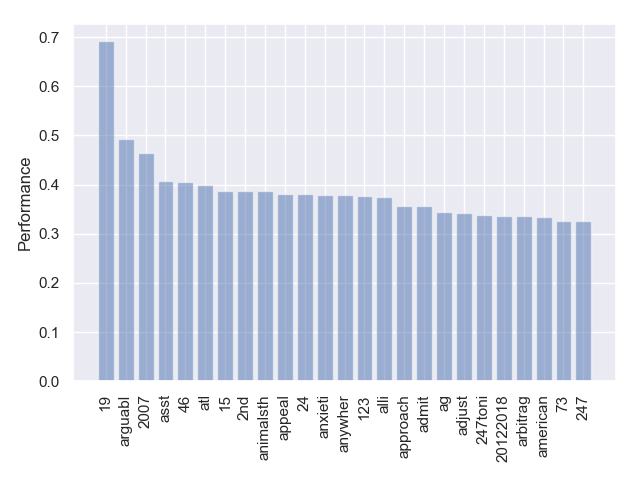 0.7
0.6
0.5
0.4
0.3
0.2
0.1
0.0
Performance
19
arguabl
2007
asst
46
atl
15
2nd
animalsth
appeal
24
anxieti
anywher
123
alli
approach
admit
ag
adjust
247toni
20122018
arbitrag
american
73
247